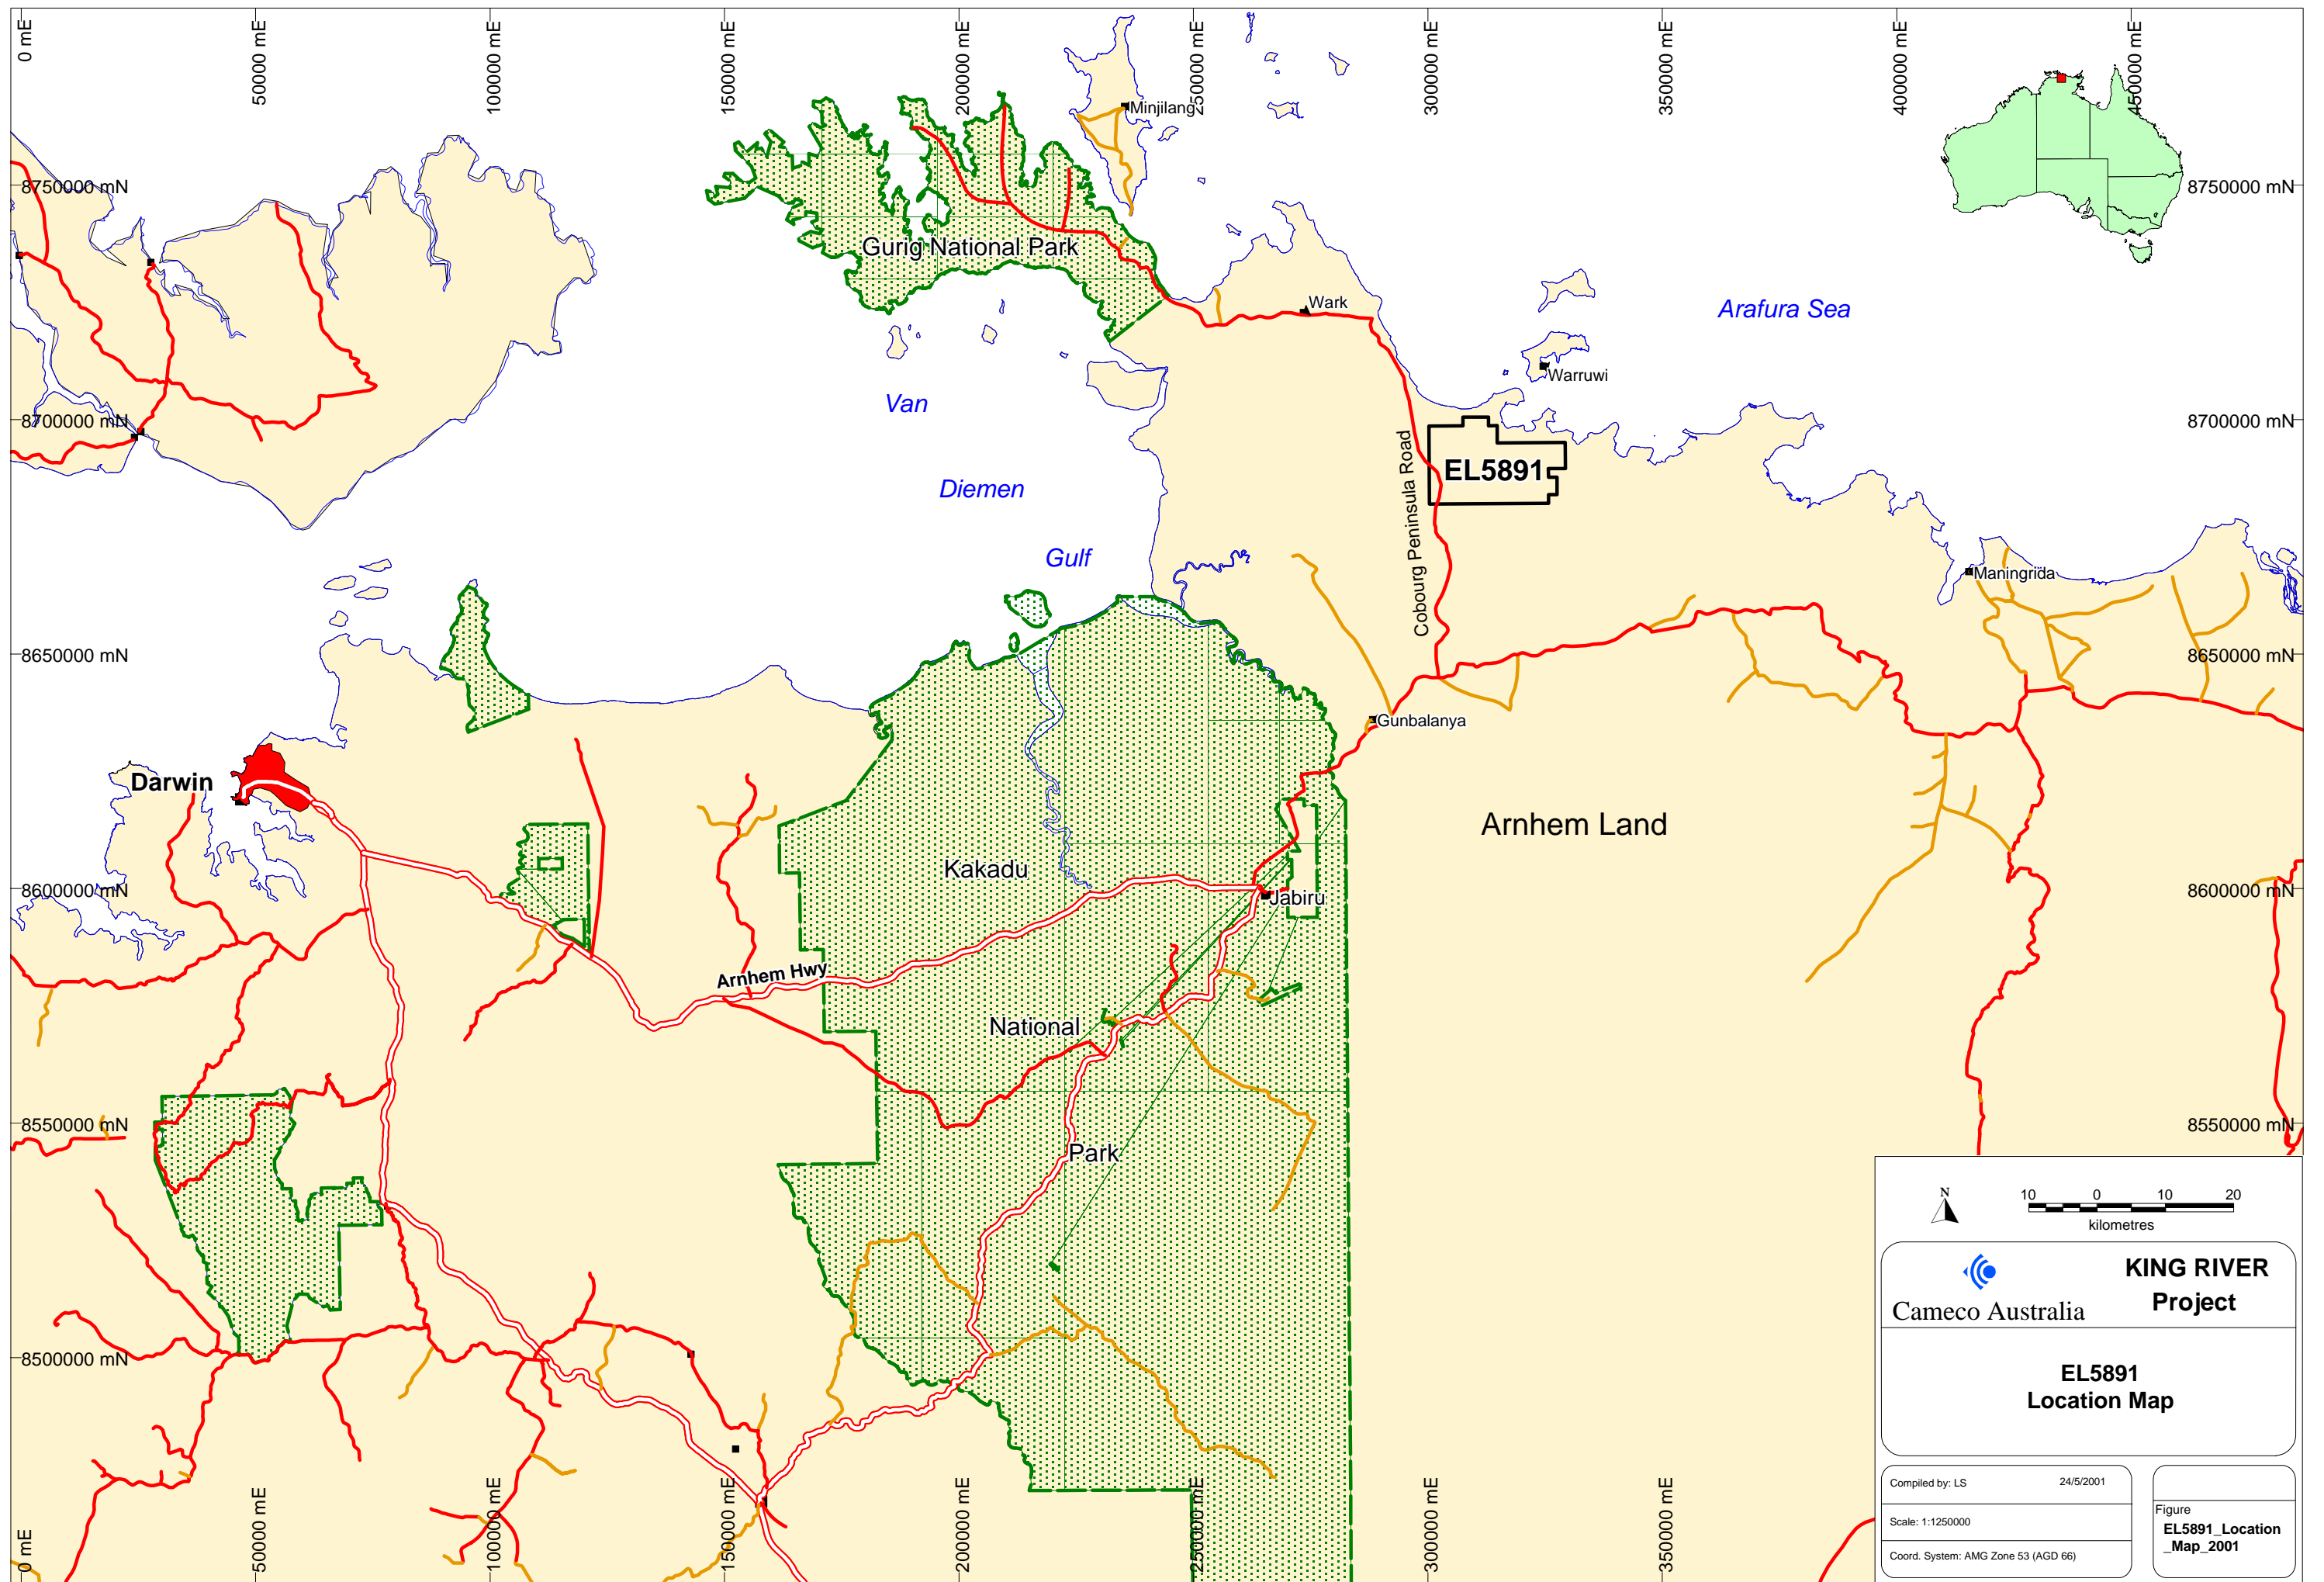 0 mE
50000 mE
100000 mE
150000 mE
200000 mE
250000 mE
300000 mE
350000 mE
400000 mE
450000 mE
Minjilang
8750000 mN
8750000 mN
Gurig National Park
Wark
Arafura Sea
Warruwi
Van
8700000 mN
8700000 mN
Cobourg Peninsula Road
EL5891
Diemen
Gulf
Maningrida
8650000 mN
8650000 mN
Gunbalanya
Darwin
Arnhem Land
Kakadu
8600000 mN
8600000 mN
Jabiru
Arnhem Hwy
National
8550000 mN
8550000 mN
Park
N
10 0 10 20
kilometres
Cameco Australia
KING RIVER
Project
8500000 mN
EL5891
Location Map
Compiled by: LS 24/5/2001
Scale: 1:1250000
Coord. System: AMG Zone 53 (AGD 66)
Figure
EL5891_Location
_Map_2001
0 mE
50000 mE
100000 mE
150000 mE
200000 mE
250000 mE
300000 mE
350000 mE